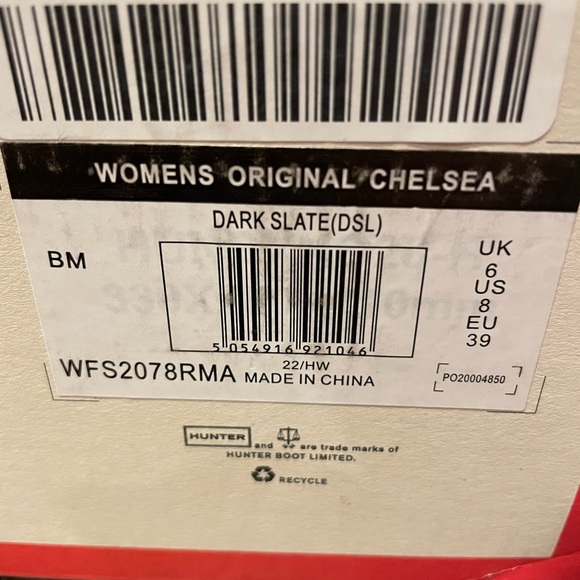 WOMENS ORIGINAL CHELSEA
DARK SLATE(DSL)
BM
UK
6
US
8
EU
39
5 054916 921046
22/HW
WFS2078RMA MADE IN CHINA
PO20004850
HUNTER and are trade marks of
HUNTER BOOT LIMITED.
RECYCLE